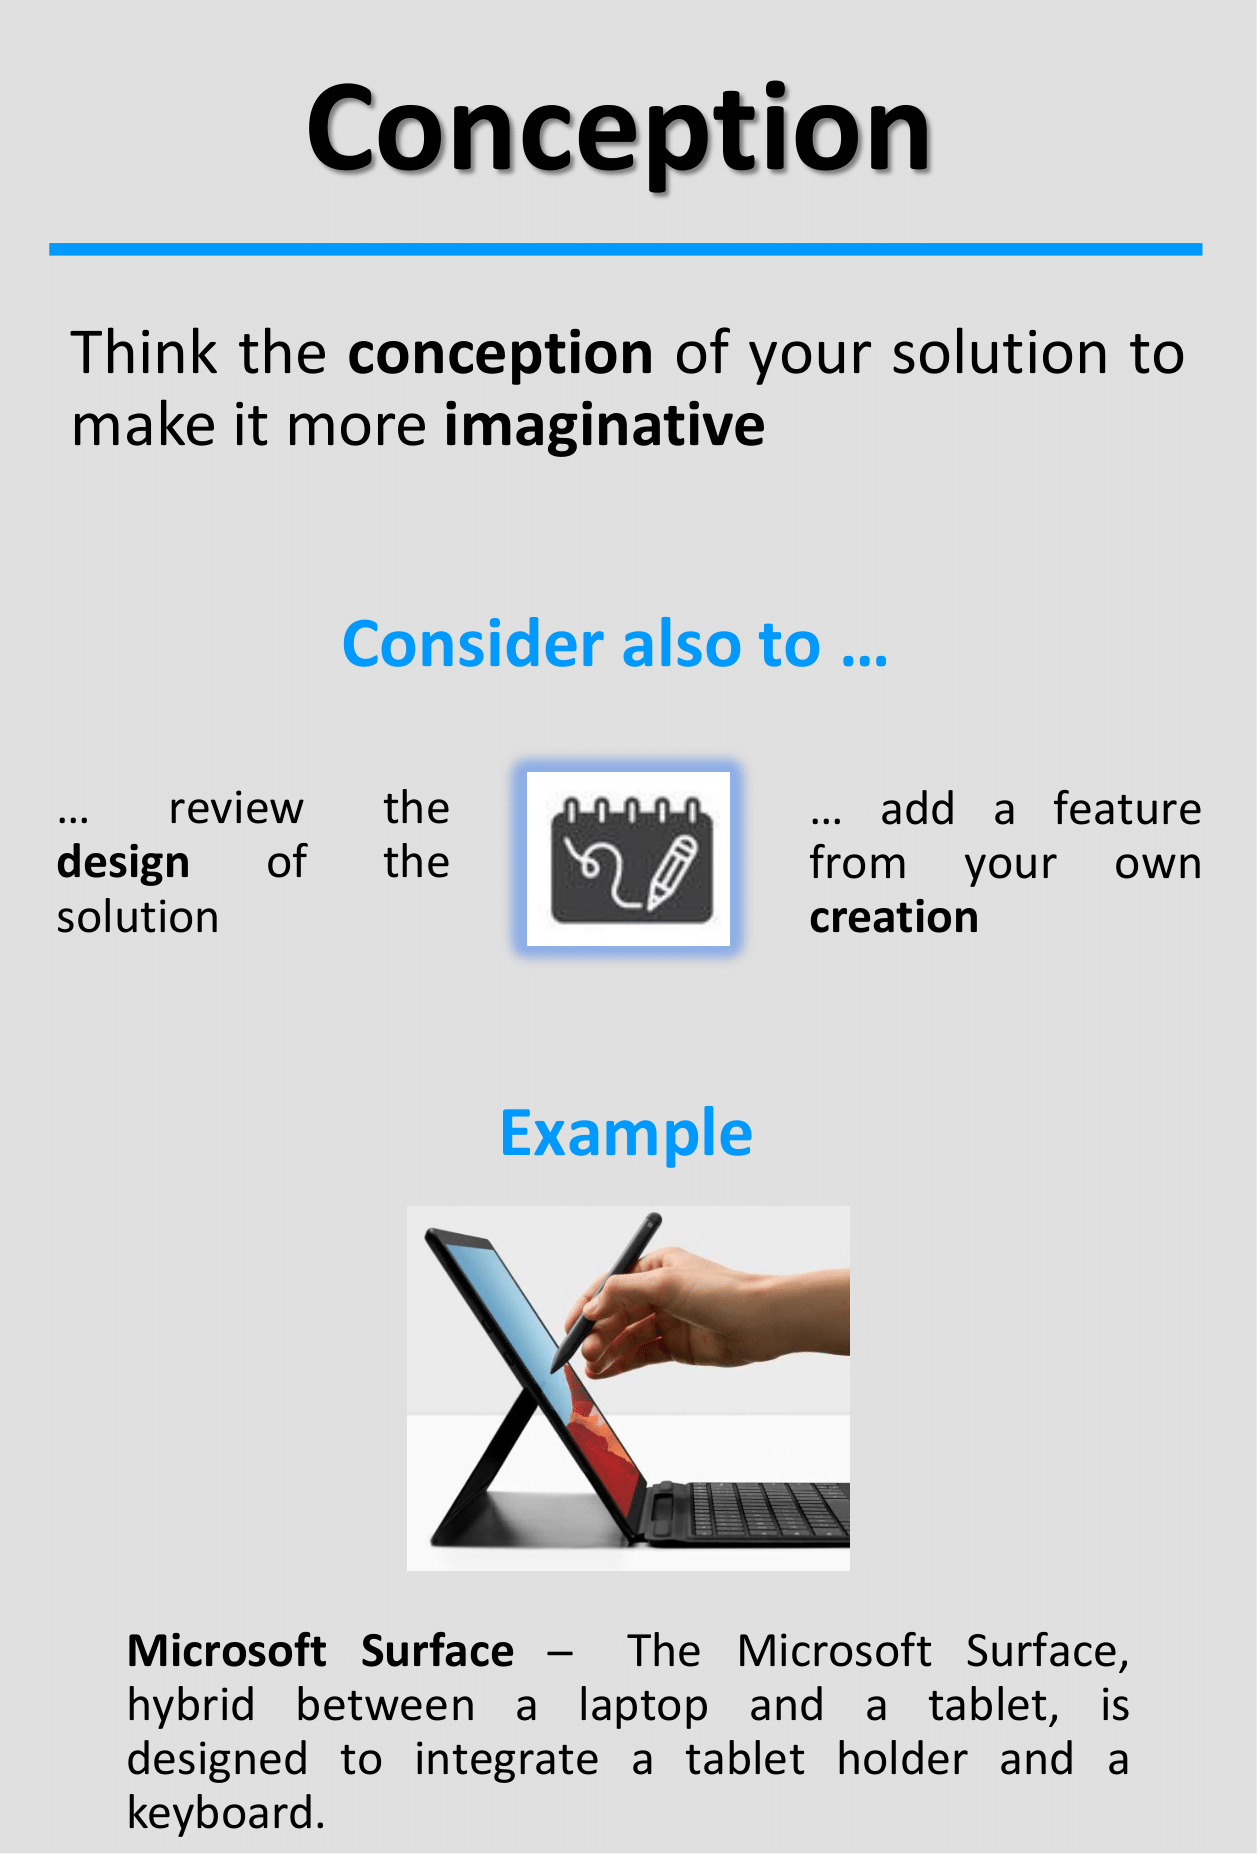 Conception
Think the conception of your solution to
make it more imaginative
Consider also to ...
... review the
design of the
solution
... add a feature
from your own
creation
Example
Microsoft Surface – The Microsoft Surface,
hybrid between a laptop and a tablet, is
designed to integrate a tablet holder and a
keyboard.